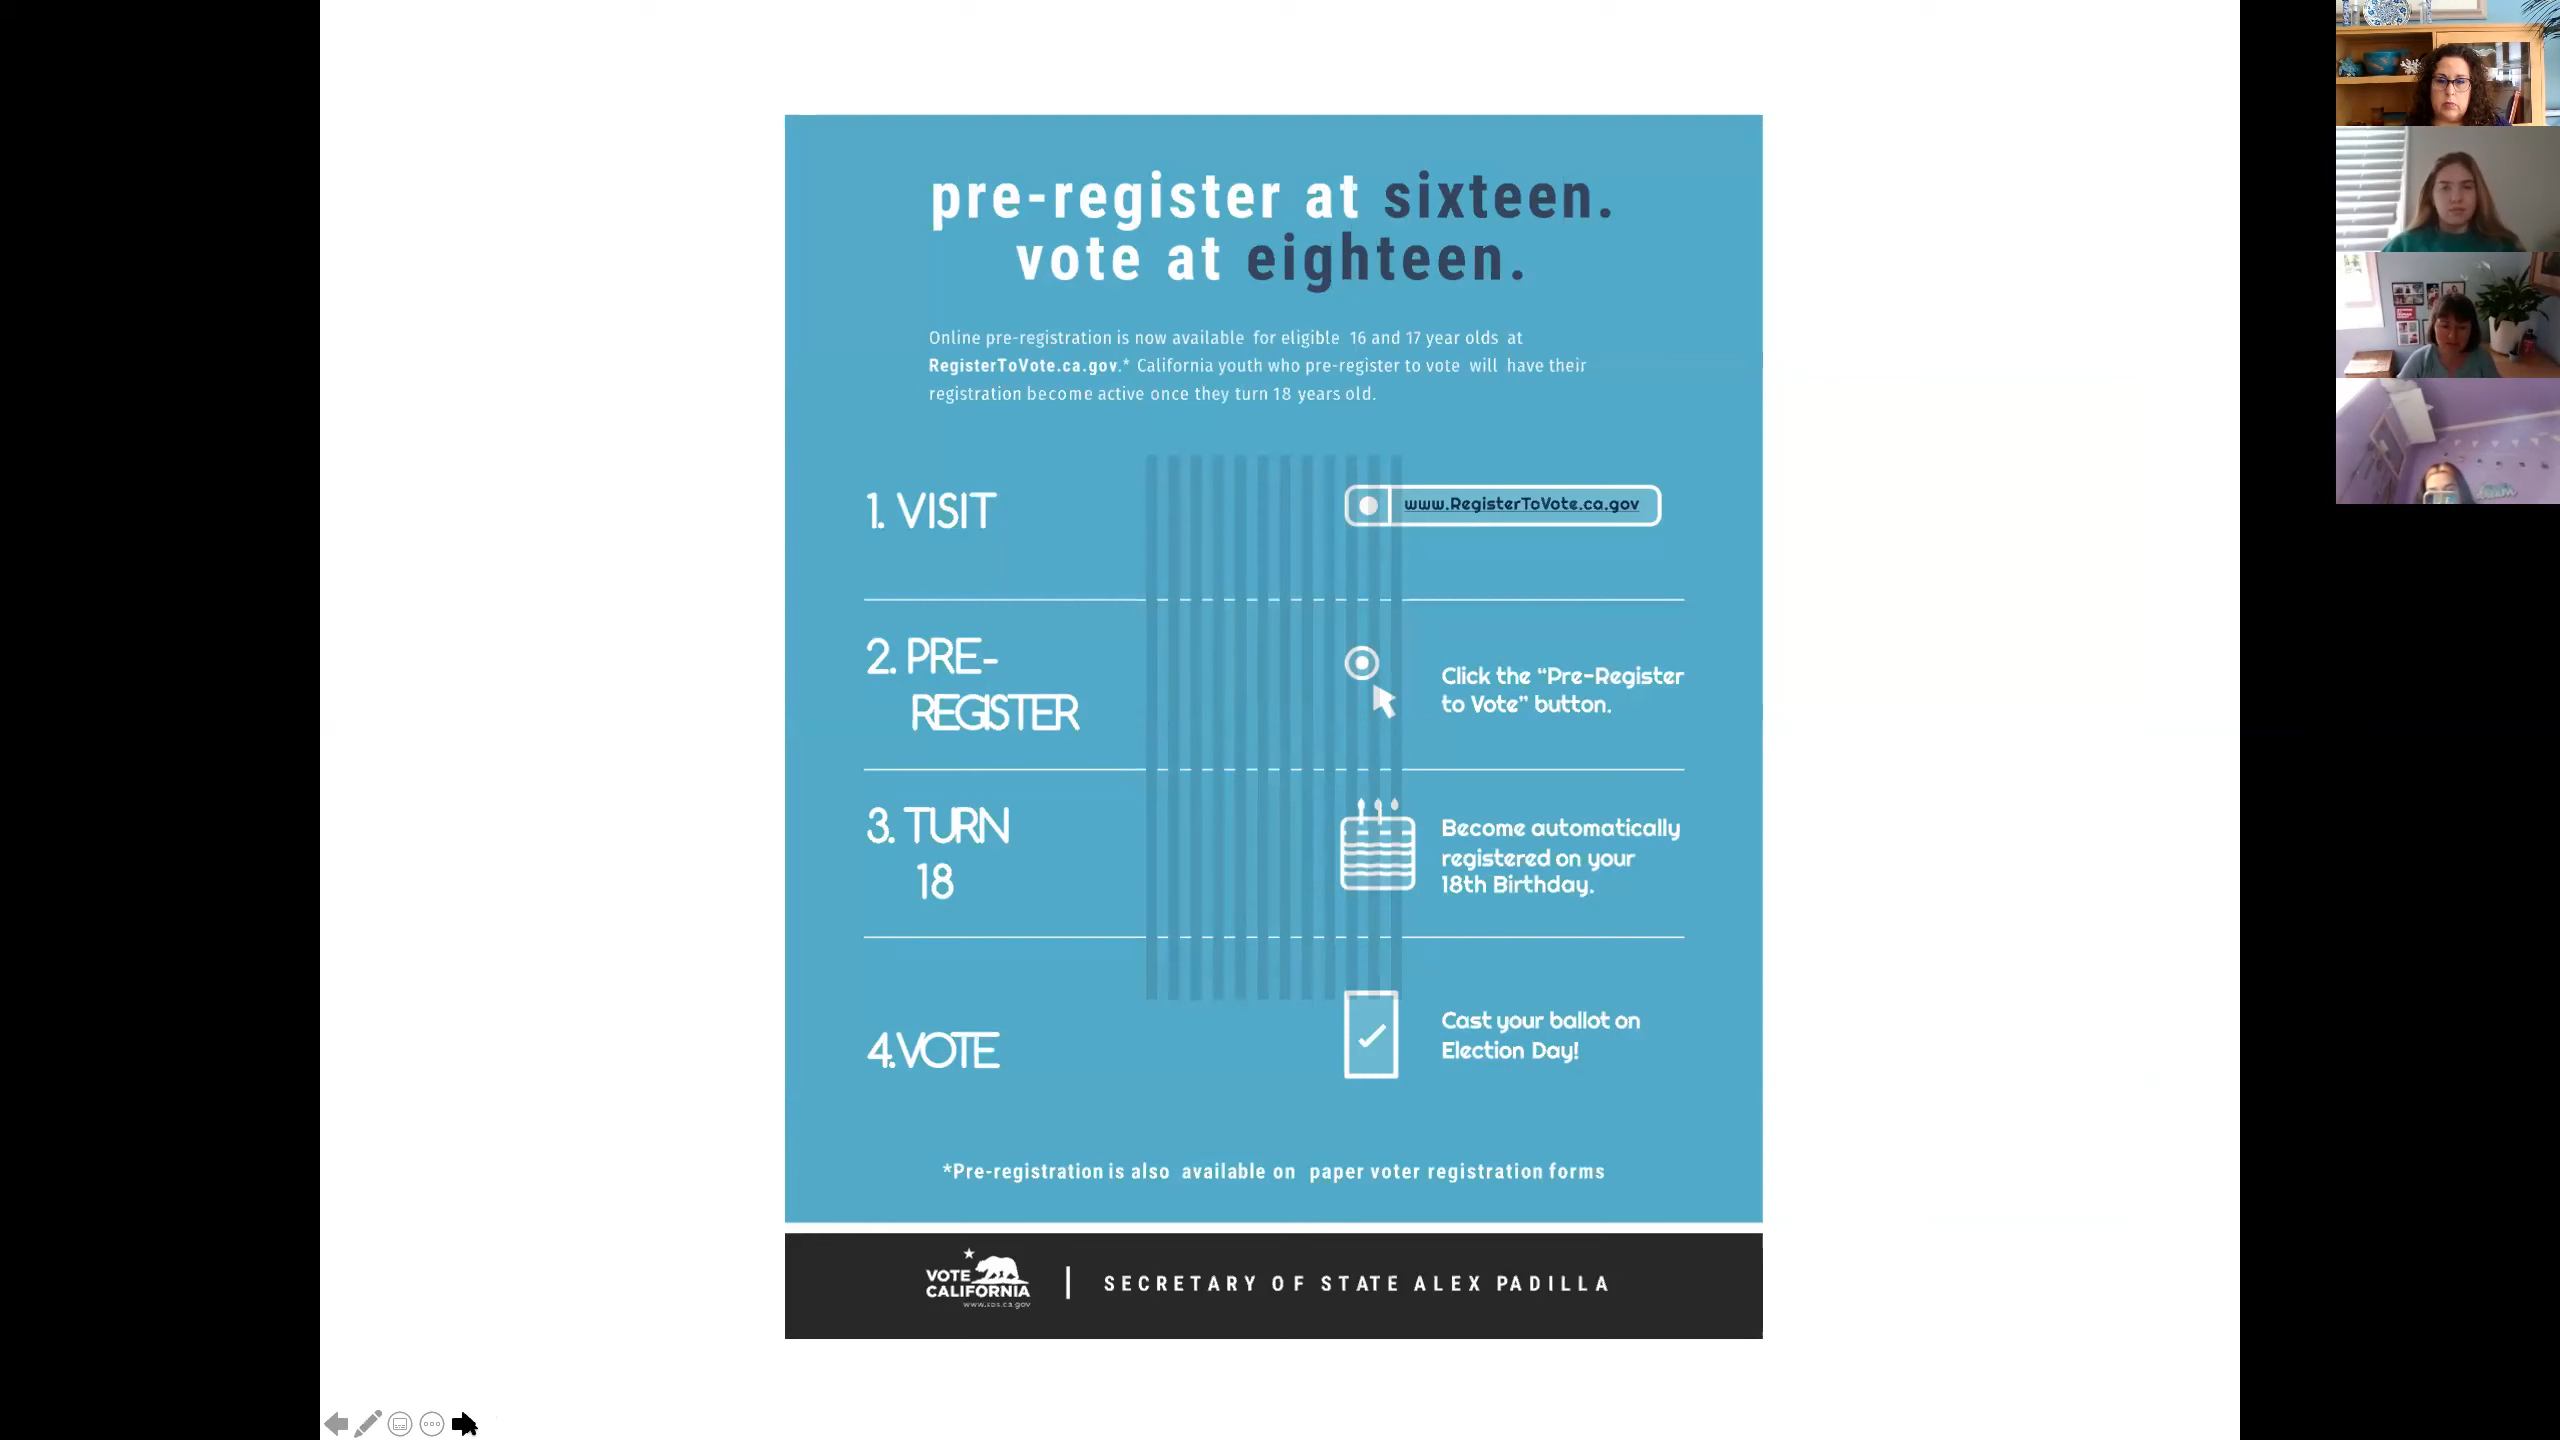 pre-register at sixteen.
vote at eighteen.
Online pre-registration is now available for eligible 16 and 17 year olds at
RegisterToVote.ca.gov.* California youth who pre-register to vote will have their
registration become active once they turn 18 years old.
1. VISIT
www.RegisterToVote.ca.gov
2. PRE-
REGISTER
Click the “Pre-Register
to Vote” button.
3. TURN
18
Become automatically
registered on your
18th Birthday.
4.VOTE
Cast your ballot on
Election Day!
*Pre-registration is also available on paper voter registration forms
VOTE
CALIFORNIA
www.sos.ca.gov
SECRETARY OF STATE ALEX PADILLA